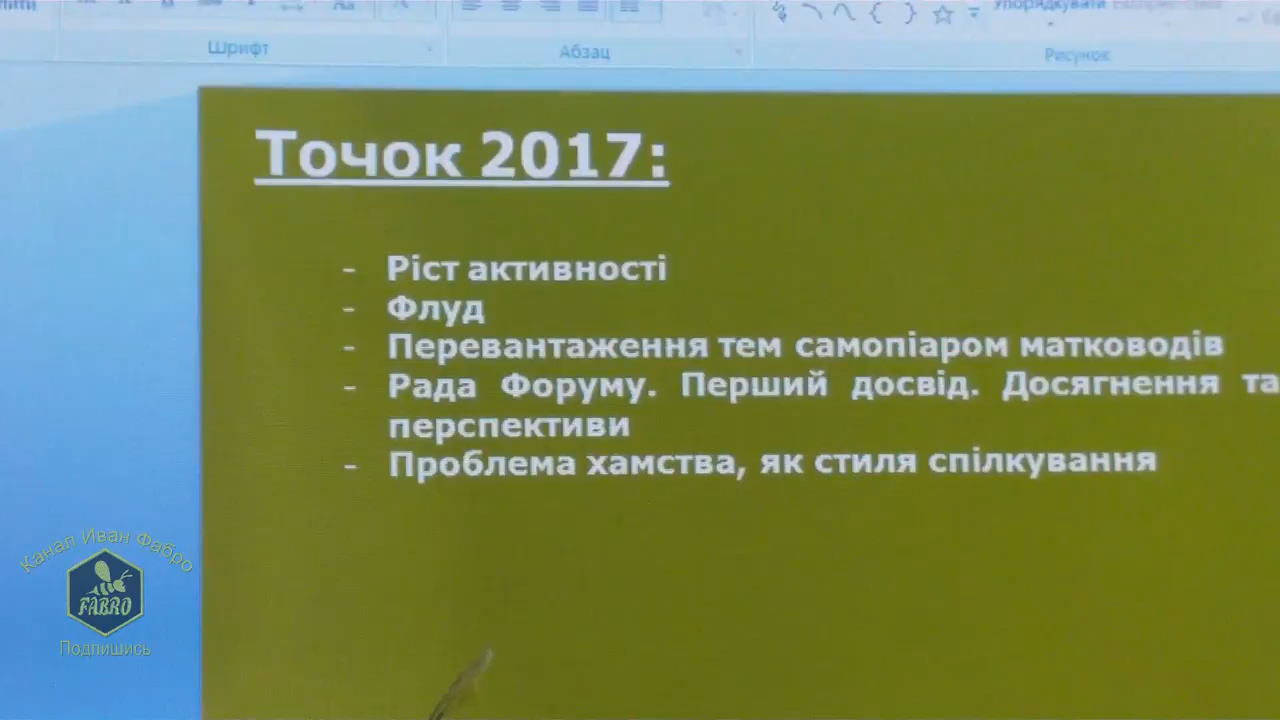 Шрифт
Абзац
Рисунок
Упорядкувати
Точок 2017:
- Ріст активності
- Флуд
- Перевантаження тем самопіаром матководів
- Рада Форуму. Перший досвід. Досягнення та
перспективи
- Проблема хамства, як стиля спілкування
Канал Иван Фабро
FABRO
Подпишись